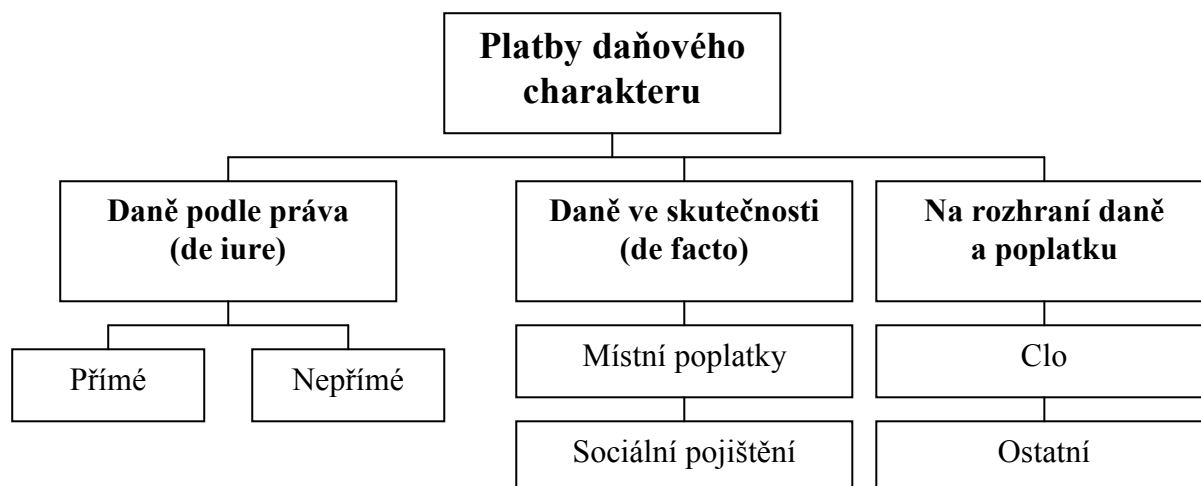 Platby daňového
charakteru
Daně podle práva
(de iure)
Daně ve skutečnosti
(de facto)
Na rozhraní daně
a poplatku
Přímé
Nepřímé
Místní poplatky
Clo
Sociální pojištění
Ostatní